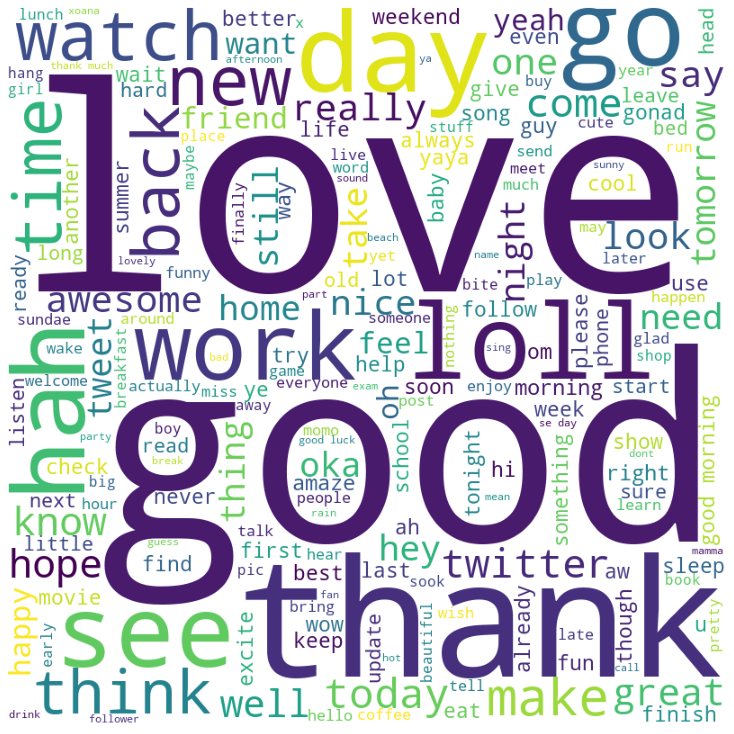 lunch
xoana
better
x
weekend
yeah
go
head
watch
want
day
even
afternoon
ya
buy
year
hang
thank much
wait
new
one
say
girl
hard
give
song
come
leave
time
friend
really
stuff
guy
cute
gonad
bed
run
another
back
place
life
always
send
tomorrow
maybe
live
yaya
meet
much
sunny
cool
summer
love
word
baby
long
finally
still
way
sound
take
night
may
look
ready
lovely
funny
beach
yet
name
bite
play
later
use
awesome
home
old
lot
part
nice
someone
follow
happen
need
sundae
around
work
loll
please
phone
glad
hah
tweet
wake
try
feel
nothing
sing
om
shop
listen
welcome
breakfast
actually
miss
ye
game
help
bad
everyone
exam
oh
soon
enjoy
morning
start
away
post
week
se day
party
good
boy
read
break
momo
good luck
school
tonight
hi
something
show
dont
good morning
check
thing
oka
amaze
people
right
sure
learn
next
big
hour
never
rain
mean
know
guess
talk
ah
little
find
first
hear
hey
twitter
mamma
hope
pic
best
last
sook
aw
sleep
book
happy
movie
see
excite
bring
fan
wow
keep
update
thank
beautiful
wish
already
late
though
u
pretty
early
hot
fun
call
think
well
today
tell
make
great
drink
follower
hello
coffee
eat
finish